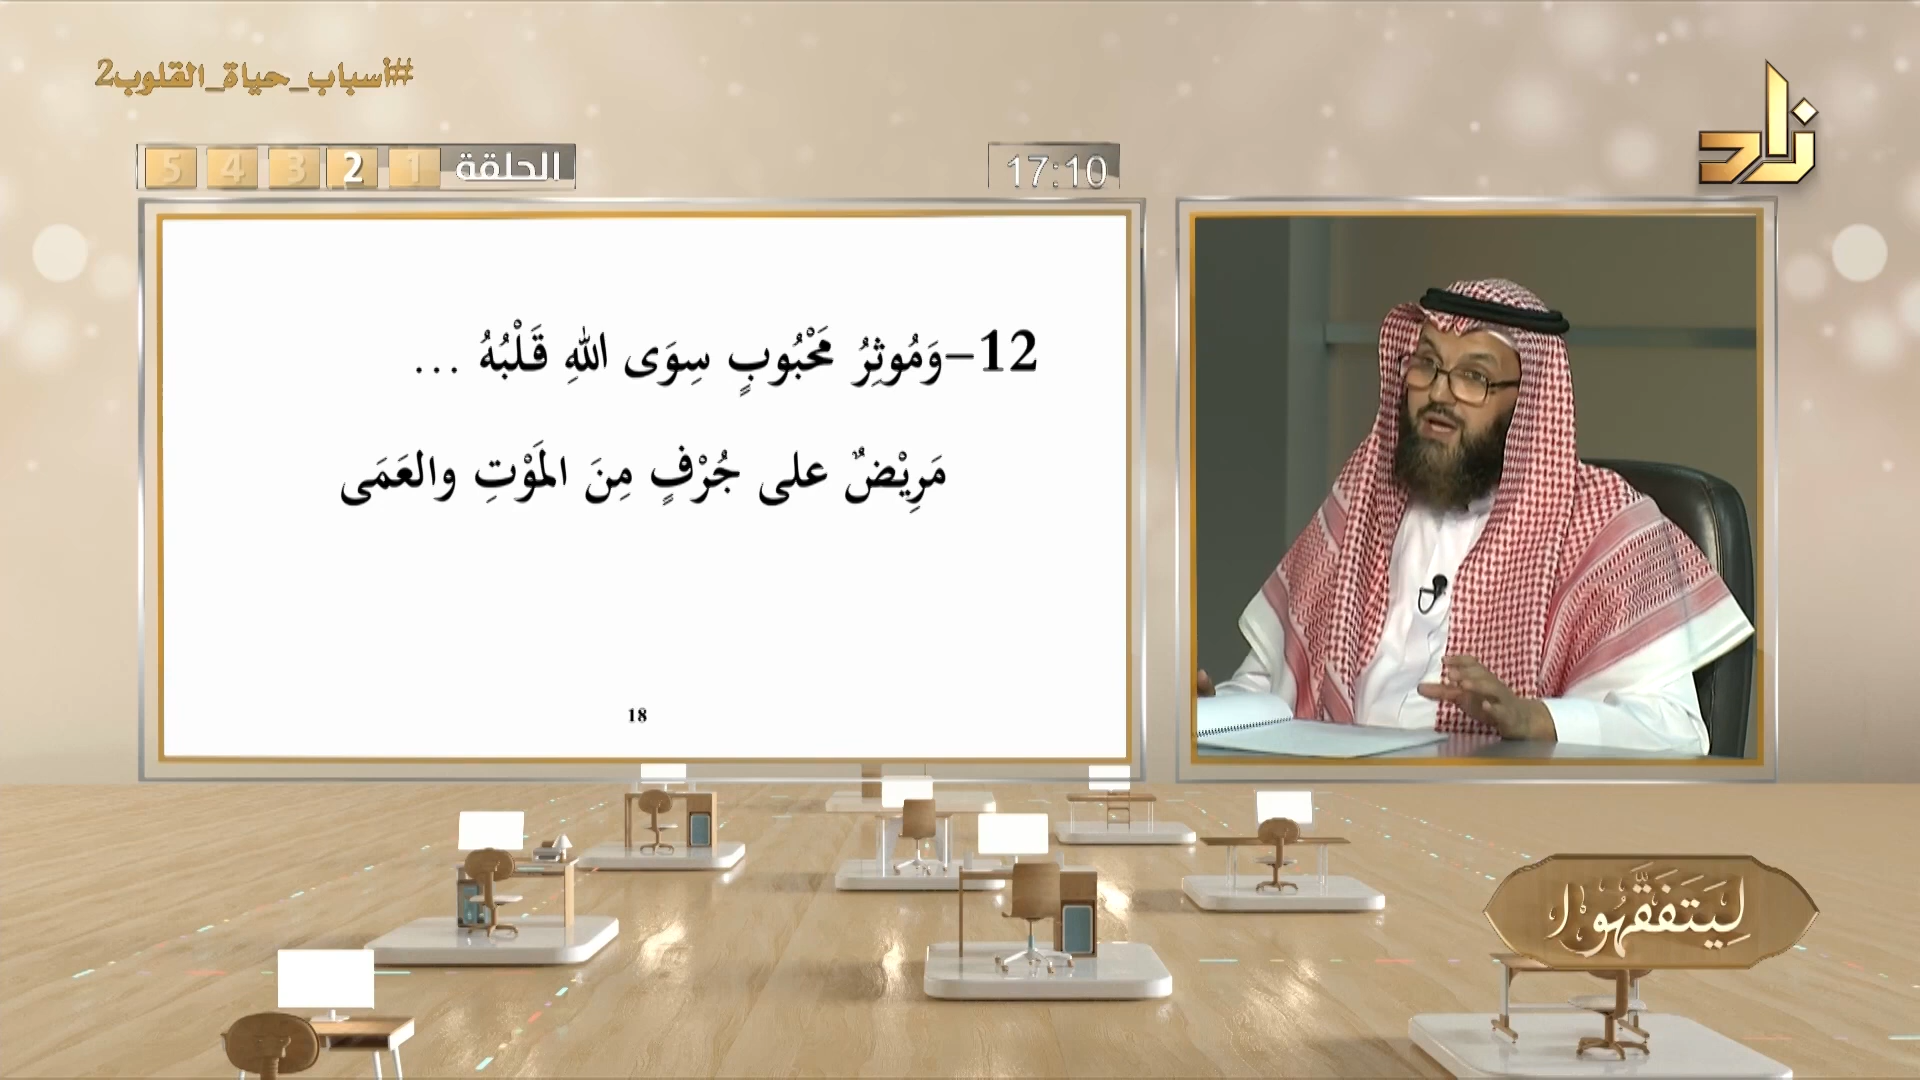 #أسباب_حياة_القلوب2
زاد
الحلقة 1 2 3 4 5
17:10
12-وَمُوثِرُ مَحْبُوبٍ سِوَى اللهِ قَلْبُهُ ...
مَرِيْضٌ على جُرْفٍ مِنَ المَوْتِ والعَمَى
18
لِيَتَفَقَّهُوا